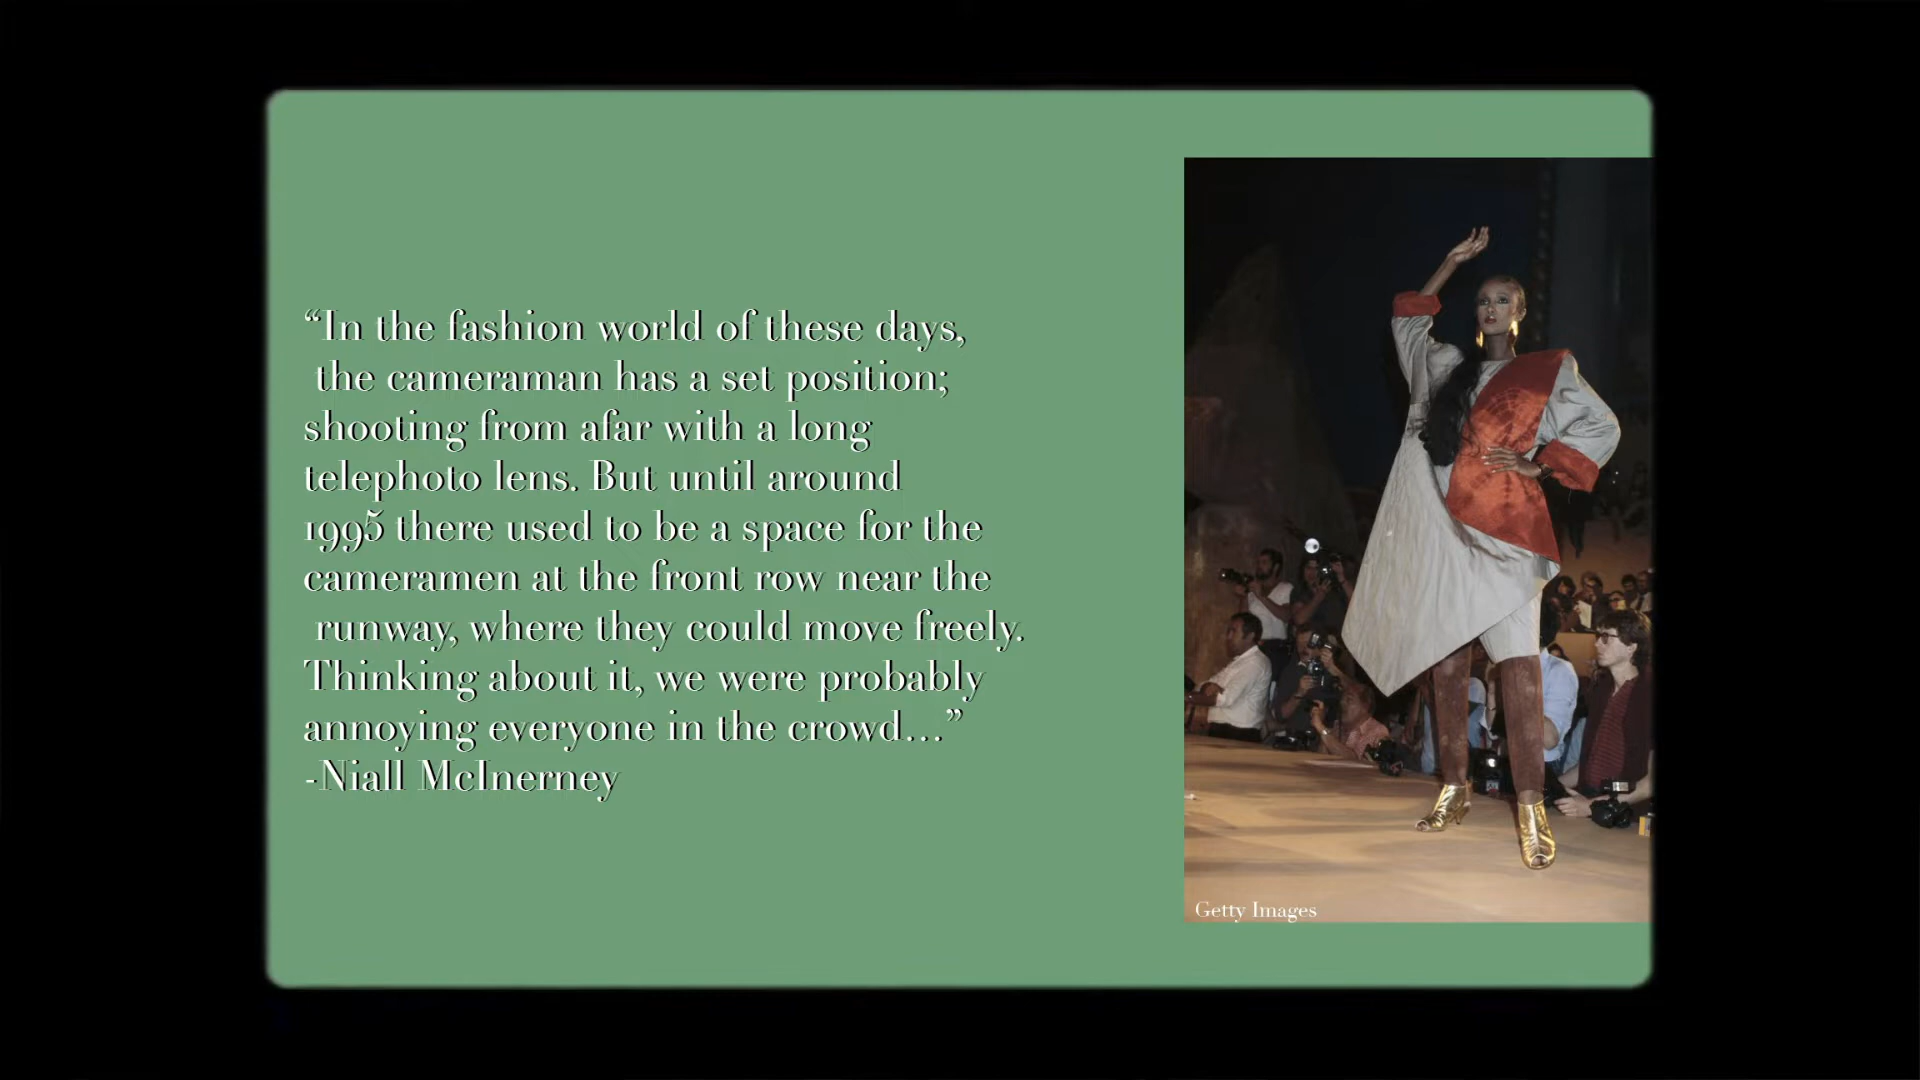 “In the fashion world of these days,
the cameraman has a set position;
shooting from afar with a long
telephoto lens. But until around
1995 there used to be a space for the
cameramen at the front row near the
runway, where they could move freely.
Thinking about it, we were probably
annoying everyone in the crowd...”
-Niall McInerney
Getty Images